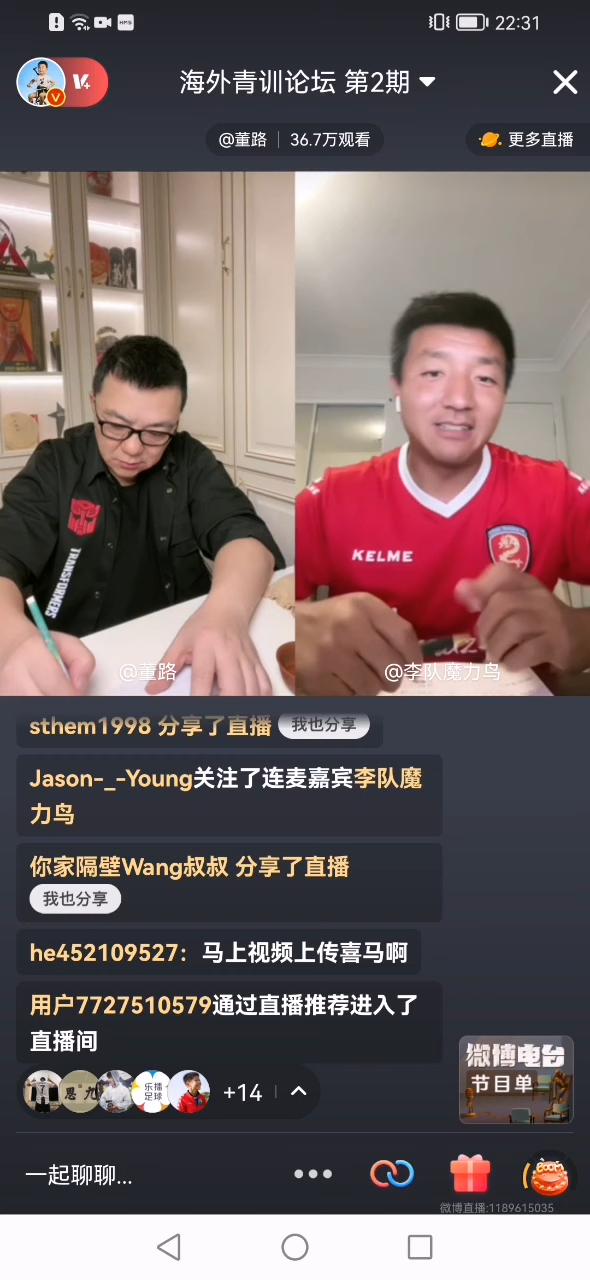 22:31
V4
海外青训论坛 第2期
@董路 36.7万观看
更多直播
TRANSFORMERS
KELME
@董路
@李队魔力鸟
sthem1998 分享了直播 我也分享
Jason-_-Young关注了连麦嘉宾李队魔
力鸟
你家隔壁Wang叔叔 分享了直播
我也分享
he452109527：马上视频上传喜马啊
用户7727510579通过直播推荐进入了
直播间
微博电台
节目单
乐播
足球
+14
一起聊聊...
BOOM
微博直播:1189615035